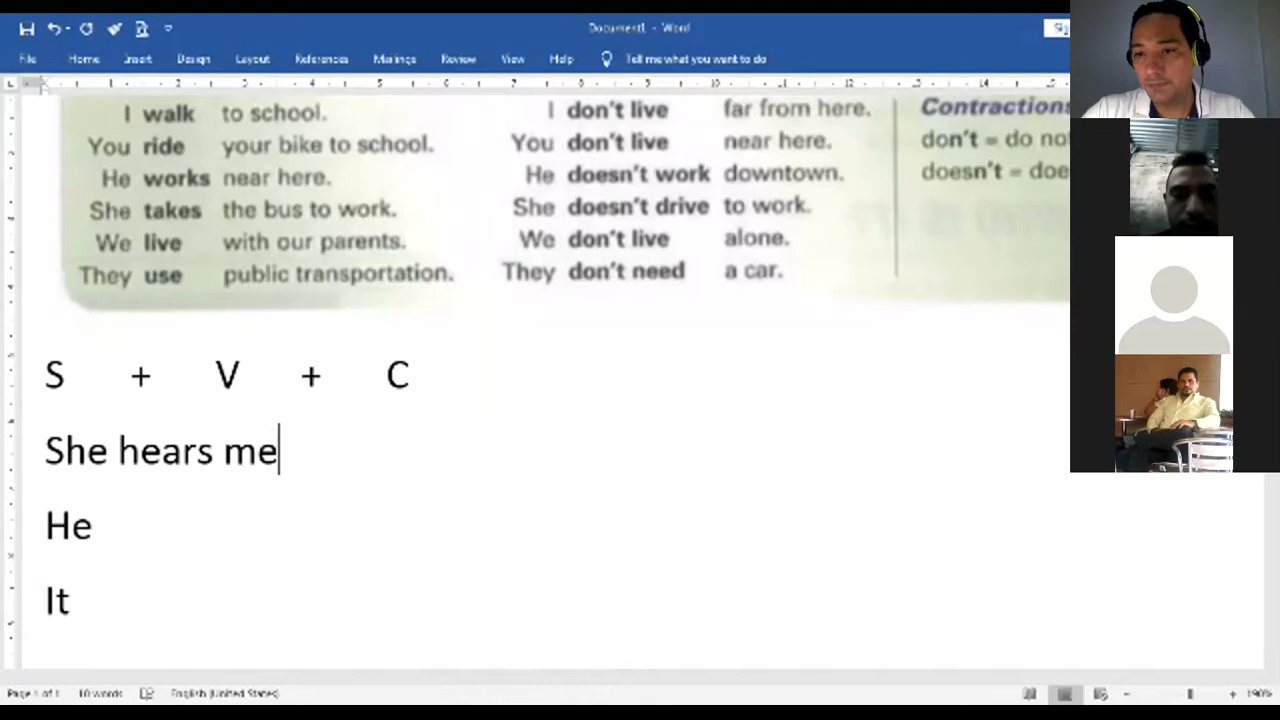 Document1 - Word
File Home Insert Design Layout References Mailings Review View Help Tell me what you want to do
I walk to school. I don't live far from here. Contractions
You ride your bike to school. You don't live near here. don't = do no
He works near here. He doesn't work downtown. doesn't = doe
She takes the bus to work. She doesn't drive to work.
We live with our parents. We don't live alone.
They use public transportation. They don't need a car.
S + V + C
She hears me
He
It
Page 1 of 1 10 words English (United States) 190%